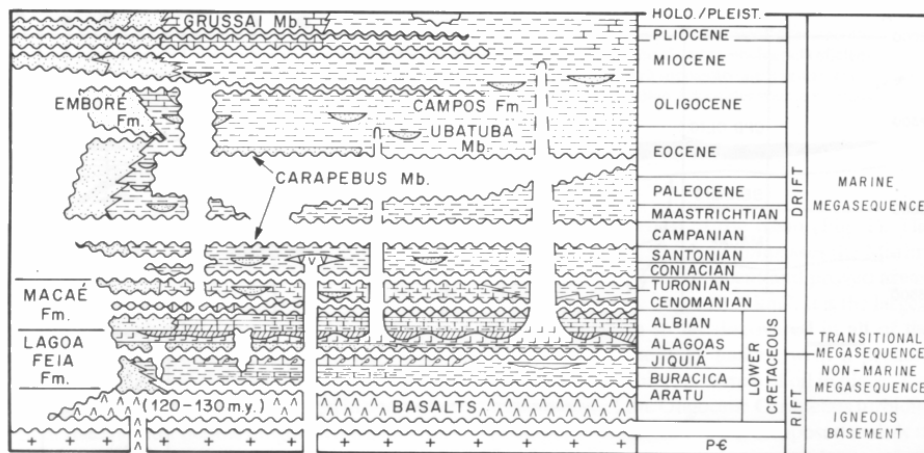 GRUSSAI Mb.
EMBORÉ
Fm.
CAMPOS Fm.
UBATUBA
Mb.
CARAPEBUS Mb.
MACAÉ
Fm.
LAGOA
FEIA
Fm.
(120-130 m.y.)
BASALTS
HOLO./PLEIST.
PLIOCENE
MIOCENE
OLIGOCENE
EOCENE
PALEOCENE
MAASTRICHTIAN
CAMPANIAN
SANTONIAN
CONIACIAN
TURONIAN
CENOMANIAN
ALBIAN
ALAGOAS
JIQUIÁ
BURACICA
ARATU
P-Є
LOWER
CRETACEOUS
DRIFT
RIFT
MARINE
MEGASEQUENCE
TRANSITIONAL
MEGASEQUENCE
NON-MARINE
MEGASEQUENCE
IGNEOUS
BASEMENT